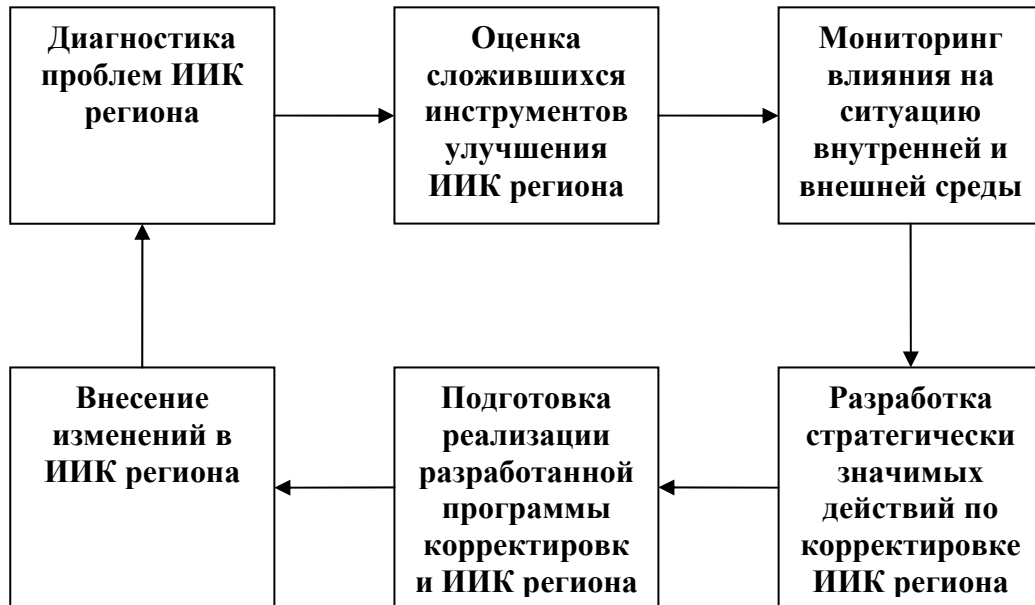 Диагностика
проблем ИИК
региона
Оценка
сложившихся
инструментов
улучшения
ИИК региона
Мониторинг
влияния на
ситуацию
внутренней и
внешней среды
Разработка
стратегически
значимых
действий по
корректировке
ИИК региона
Подготовка
реализации
разработанной
программы
корректировк
и ИИК региона
Внесение
изменений в
ИИК региона